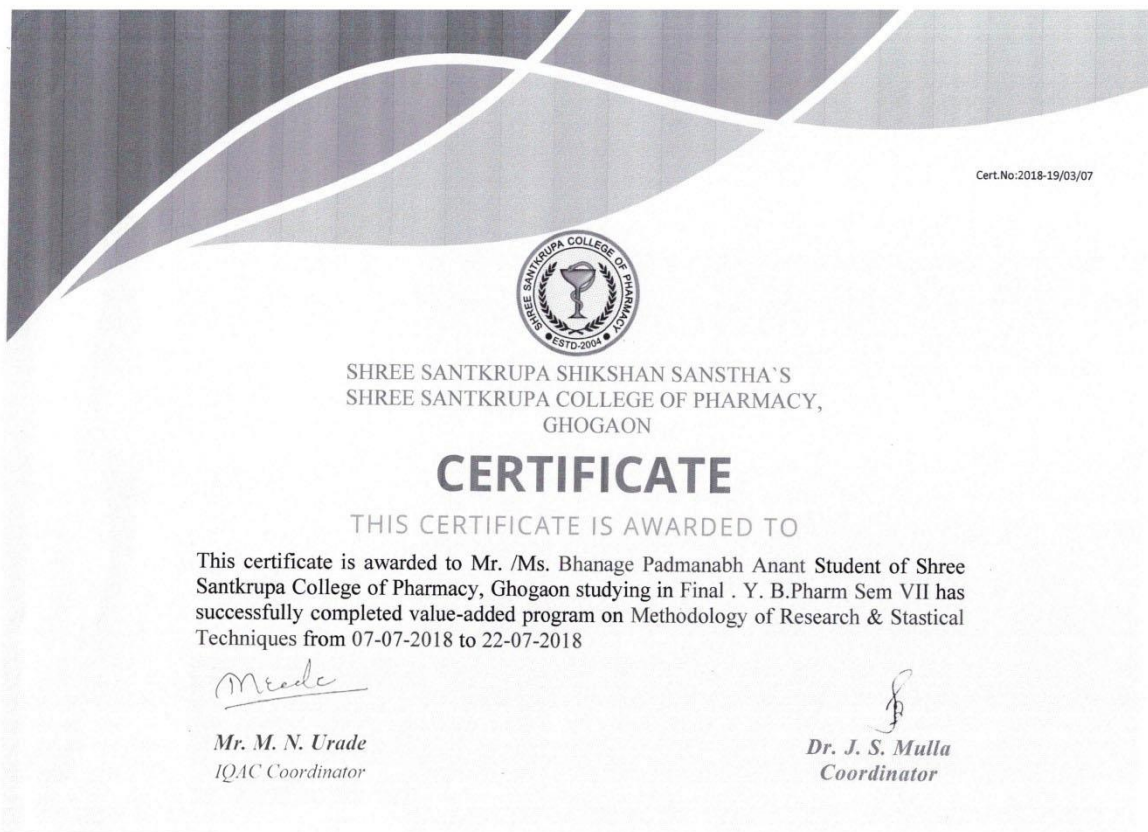 Cert.No:2018-19/03/07
SHREE SANTKRUPA COLLEGE OF PHARMACY
ESTD-2004
SHREE SANTKRUPA SHIKSHAN SANSTHA`S
SHREE SANTKRUPA COLLEGE OF PHARMACY,
GHOGAON
CERTIFICATE
THIS CERTIFICATE IS AWARDED TO
This certificate is awarded to Mr. /Ms. Bhanage Padmanabh Anant Student of Shree
Santkrupa College of Pharmacy, Ghogaon studying in Final . Y. B.Pharm Sem VII has
successfully completed value-added program on Methodology of Research & Stastical
Techniques from 07-07-2018 to 22-07-2018
Mr. M. N. Urade
IQAC Coordinator
Dr. J. S. Mulla
Coordinator